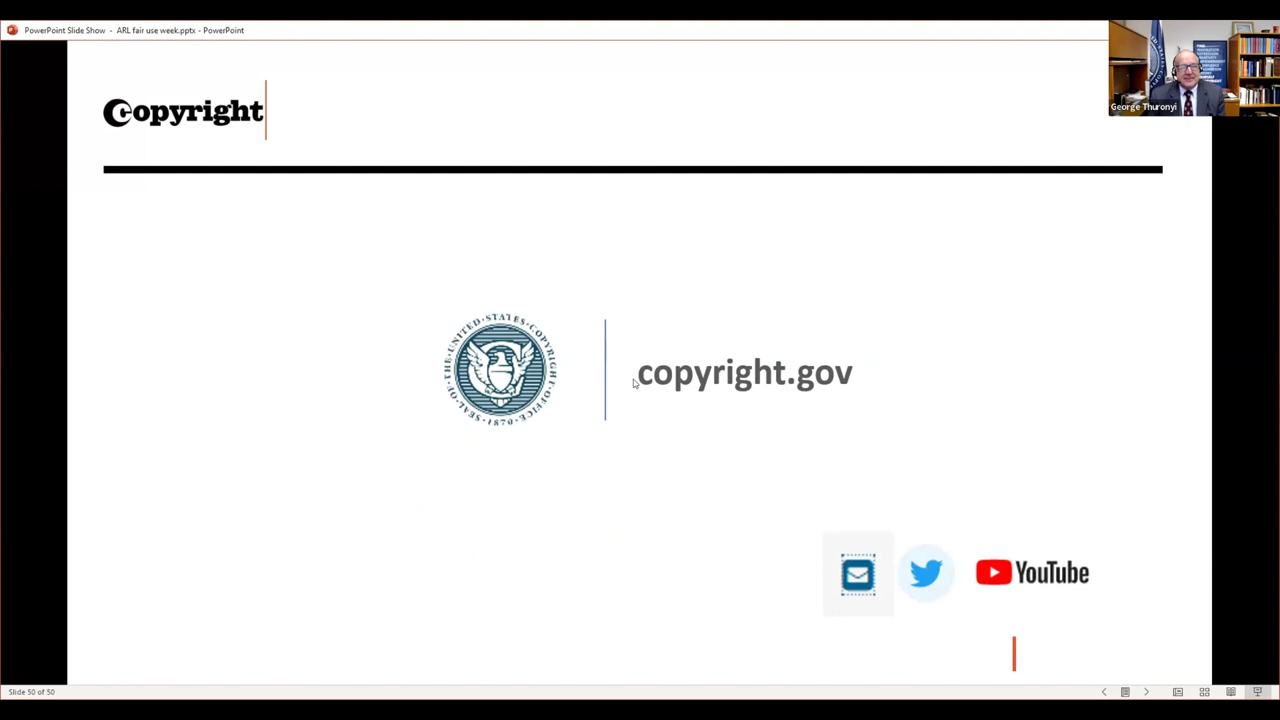 PowerPoint Slide Show - ARL fair use week.pptx - PowerPoint
George Thuronyi
Copyright
SEAL·OF·THE·UNITED·STATES·COPYRIGHT·OFFICE·1870·
copyright.gov
YouTube
Slide 50 of 50